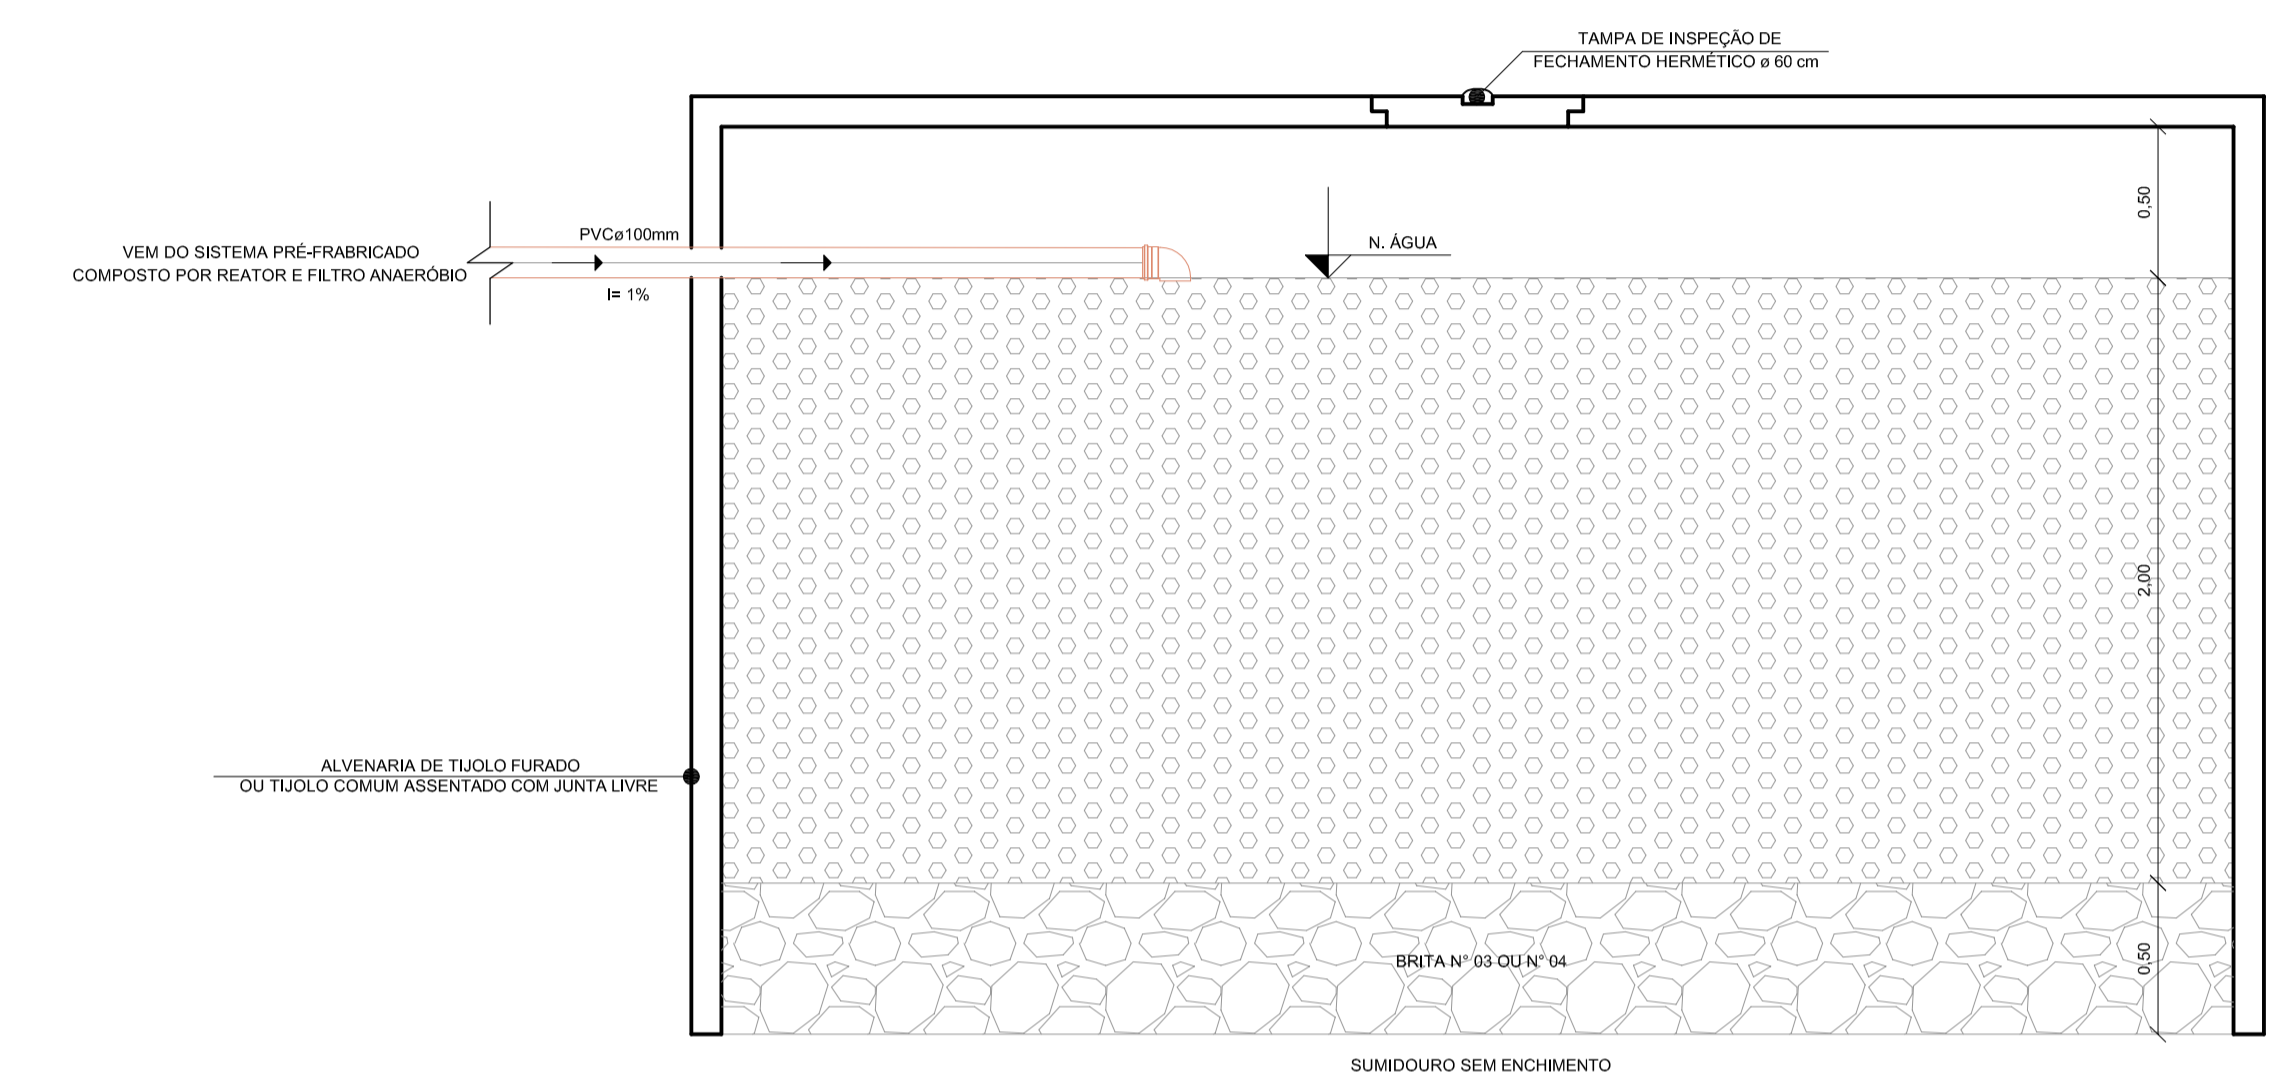 TAMPA DE INSPEÇÃO DE
FECHAMENTO HERMÉTICO ø 60 cm
0,50
PVCø100mm
N. ÁGUA
VEM DO SISTEMA PRÉ-FRABRICADO
COMPOSTO POR REATOR E FILTRO ANAERÓBIO
I= 1%
2,00
ALVENARIA DE TIJOLO FURADO
OU TIJOLO COMUM ASSENTADO COM JUNTA LIVRE
BRITA N° 03 OU N° 04
0,50
SUMIDOURO SEM ENCHIMENTO